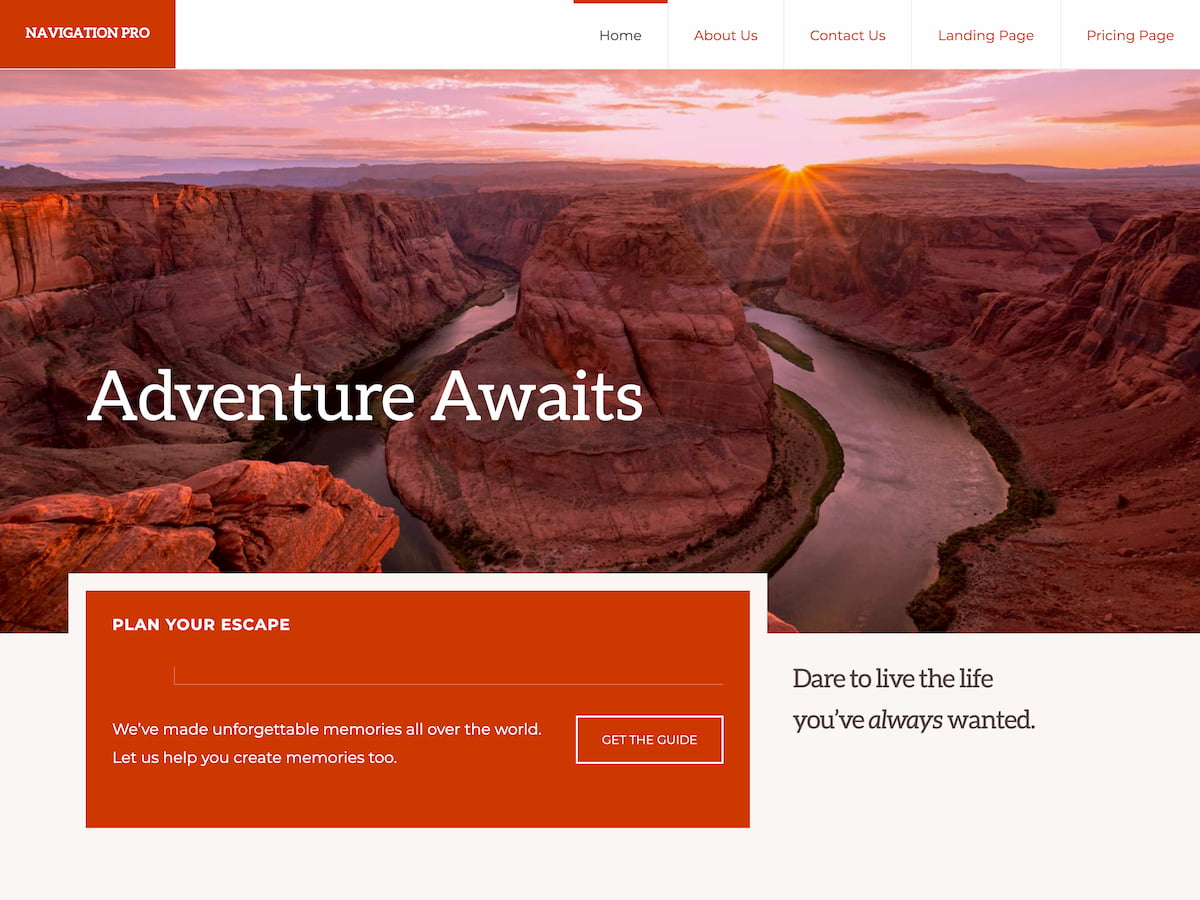 NAVIGATION PRO
Home
About Us
Contact Us
Landing Page
Pricing Page
Adventure Awaits
PLAN YOUR ESCAPE
We’ve made unforgettable memories all over the world.
Let us help you create memories too.
GET THE GUIDE
Dare to live the life
you’ve always wanted.